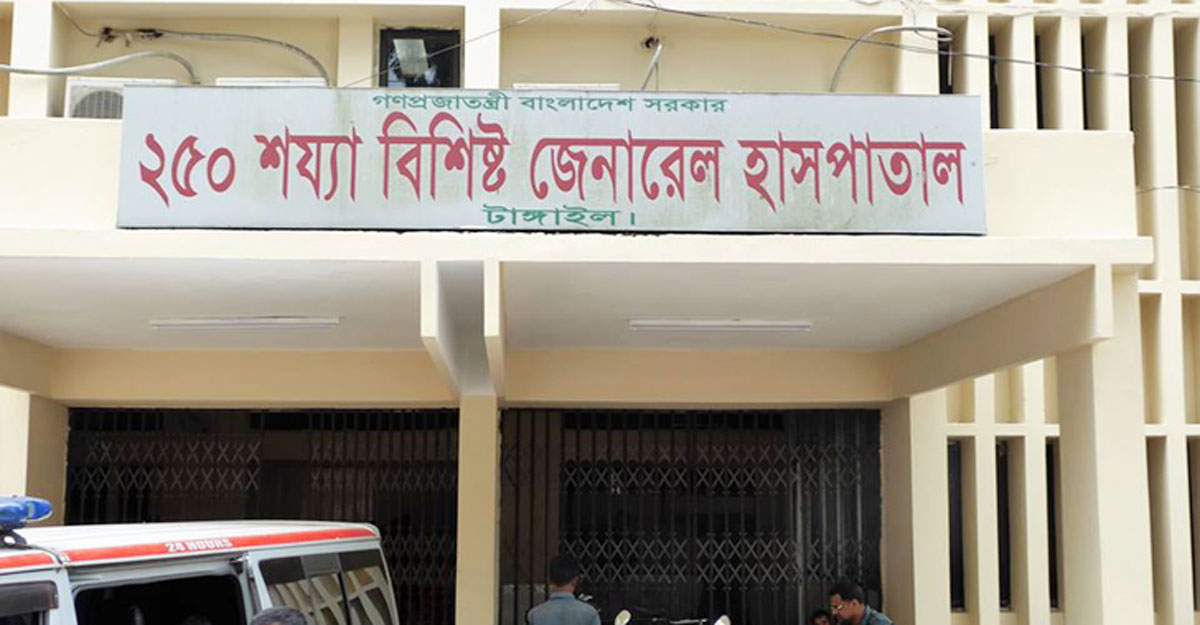 গণপ্রজাতন্ত্রী বাংলাদেশ সরকার
২৫০ শয্যা বিশিষ্ট জেনারেল হাসপাতাল
টাঙ্গাইল।
24 HOURS